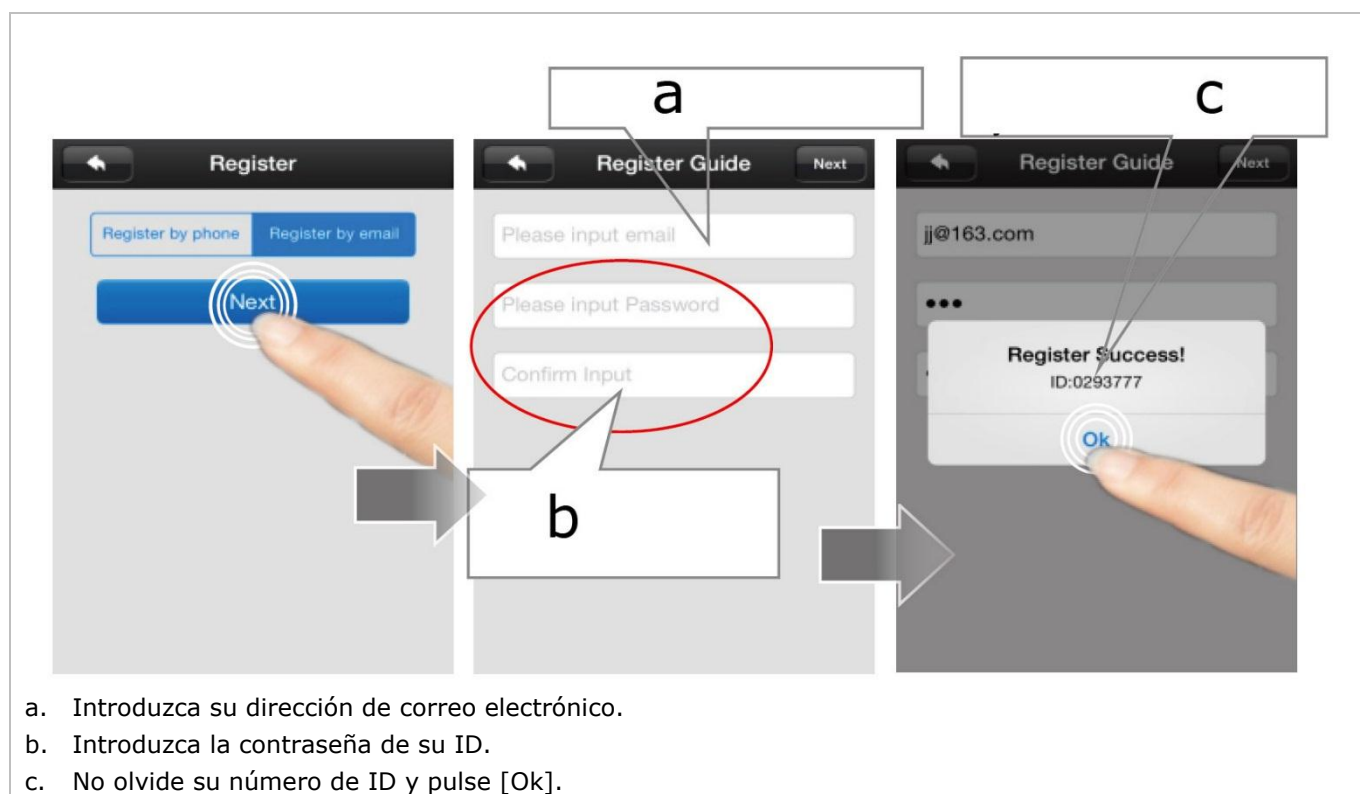 a
c
Register
Register Guide
Next
Register Guide
Next
Register by phone
Register by email
Please input email
jj@163.com
Next
Please input Password
•••
Confirm Input
Register Success!
ID:0293777
Ok
b
a. Introduzca su dirección de correo electrónico.
b. Introduzca la contraseña de su ID.
c. No olvide su número de ID y pulse [Ok].